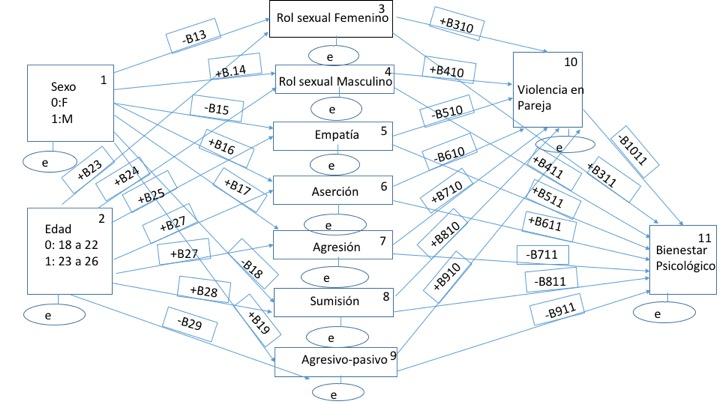 3
Rol sexual Femenino
e
4
Rol sexual Masculino
e
5
Empatía
e
6
Aserción
e
7
Agresión
e
8
Sumisión
e
9
Agresivo-pasivo
e
1
Sexo
0:F
1:M
e
2
Edad
0: 18 a 22
1: 23 a 26
e
10
Violencia en
Pareja
e
11
Bienestar
Psicológico
e
-B13
+B.14
-B15
+B16
+B17
-B18
+B19
+B23
+B24
+B25
+B27
+B27
+B28
-B29
+B310
+B410
-B510
-B610
+B710
+B810
+B910
-B1011
+B311
+B411
+B511
+B611
-B711
-B811
-B911